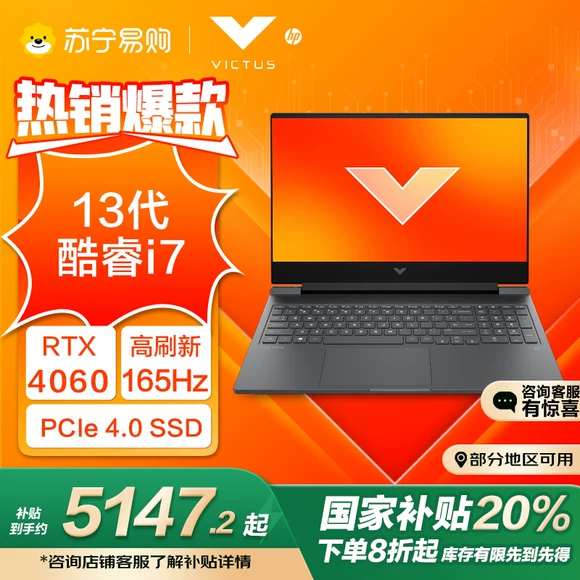 苏宁易购
VICTUS
hp
热销爆款
13代
酷睿i7
RTX
4060
高刷新
165Hz
PCIe 4.0 SSD
咨询客服
有惊喜
部分地区可用
补贴
到手约
5147.2 起
*咨询店铺客服了解补贴详情
国家补贴20%
下单8折起 库存有限先到先得